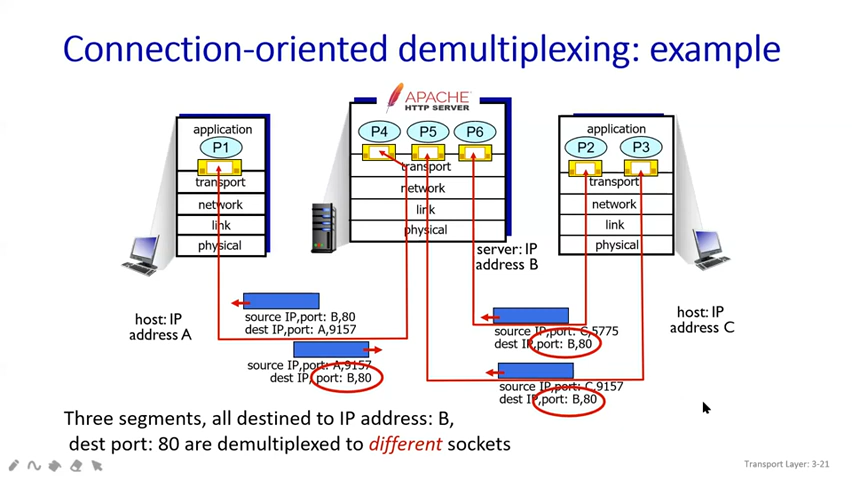 Connection-oriented demultiplexing: example
APACHE
HTTP SERVER
application
P1
transport
network
link
physical
P4
P5
P6
transport
network
link
physical
application
P2
P3
transport
network
link
physical
server: IP
address B
host: IP
address A
host: IP
address C
source IP,port: B,80
dest IP,port: A,9157
source IP,port: A,9157
dest IP, port: B,80
source IP,port: C,5775
dest IP,port: B,80
source IP,port: C,9157
dest IP,port: B,80
Three segments, all destined to IP address: B,
dest port: 80 are demultiplexed to different sockets
Transport Layer: 3-21